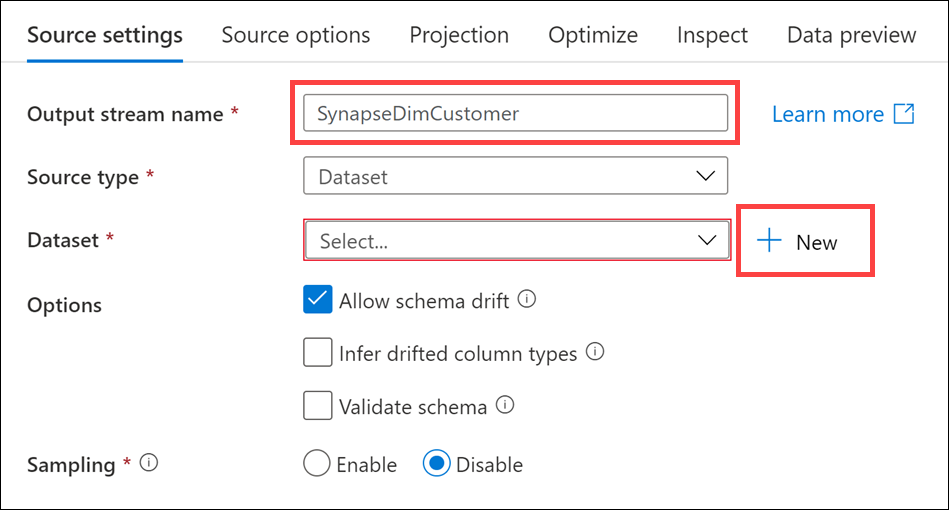 Source settings Source options Projection Optimize Inspect Data preview
Output stream name * SynapseDimCustomer Learn more
Source type * Dataset
Dataset * Select... + New
Options Allow schema drift
Infer drifted column types
Validate schema
Sampling * Enable Disable